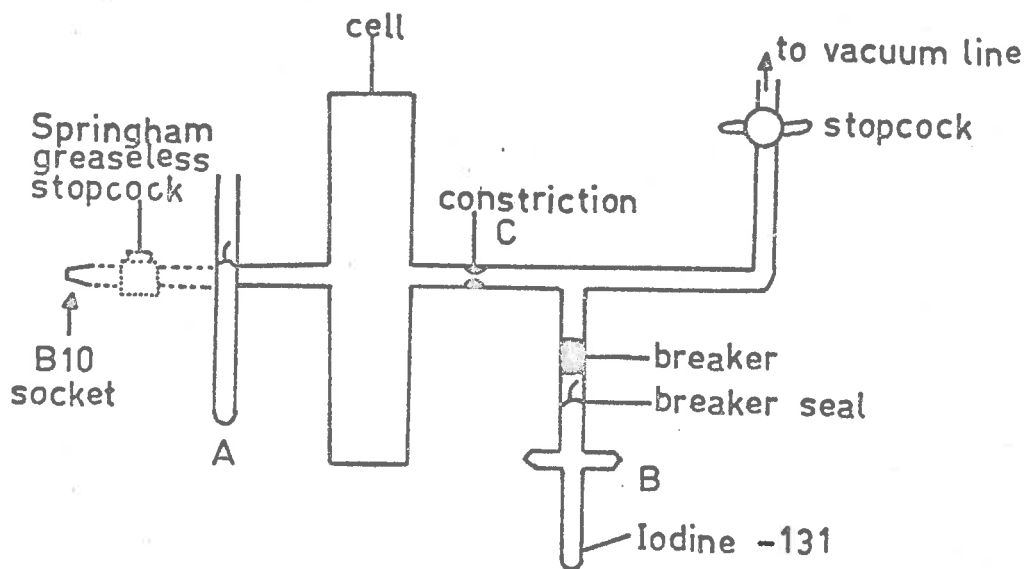 cell
to vacuum line
Springham
greaseless
stopcock
stopcock
constriction
C
B10
socket
breaker
breaker seal
A
B
Iodine -131